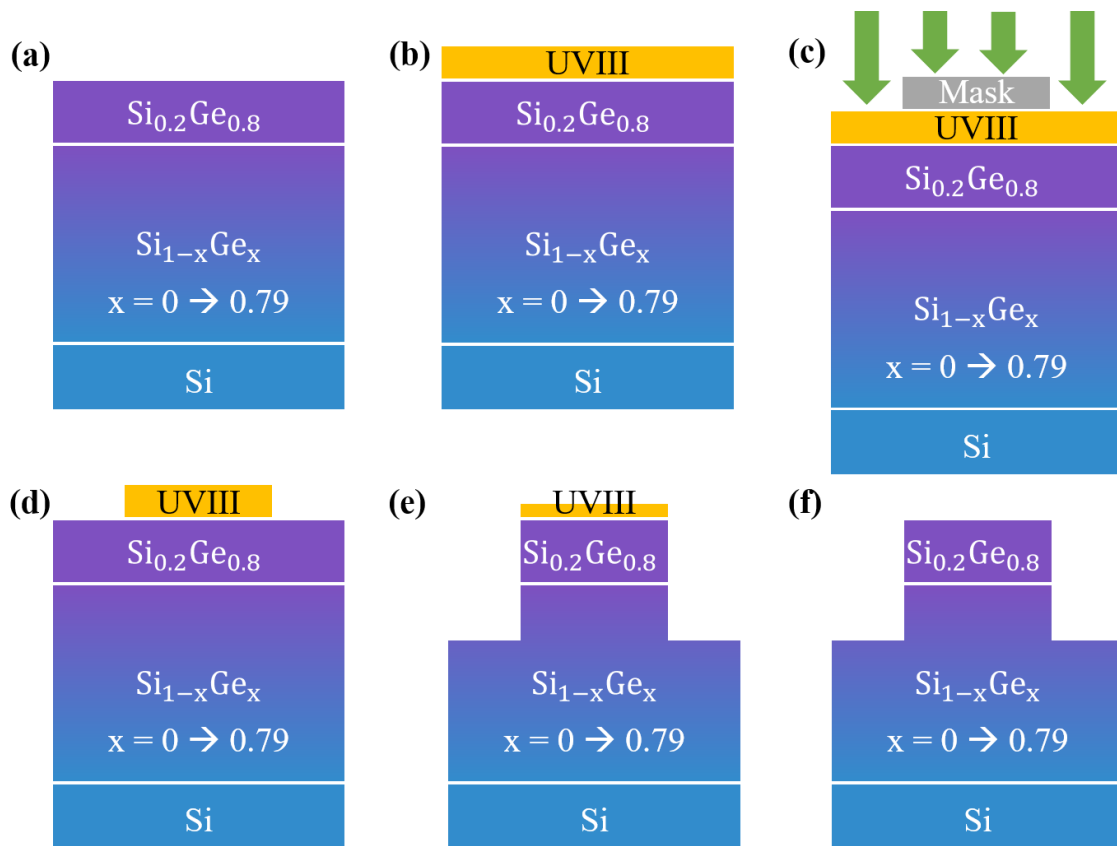 (a)
Si₀.₂Ge₀.₈
Si₁₋ₓGeₓ
x = 0 → 0.79
Si
(b)
UVIII
Si₀.₂Ge₀.₈
Si₁₋ₓGeₓ
x = 0 → 0.79
Si
(c)
Mask
UVIII
Si₀.₂Ge₀.₈
Si₁₋ₓGeₓ
x = 0 → 0.79
Si
(d)
UVIII
Si₀.₂Ge₀.₈
Si₁₋ₓGeₓ
x = 0 → 0.79
Si
(e)
UVIII
Si₀.₂Ge₀.₈
Si₁₋ₓGeₓ
x = 0 → 0.79
Si
(f)
Si₀.₂Ge₀.₈
Si₁₋ₓGeₓ
x = 0 → 0.79
Si